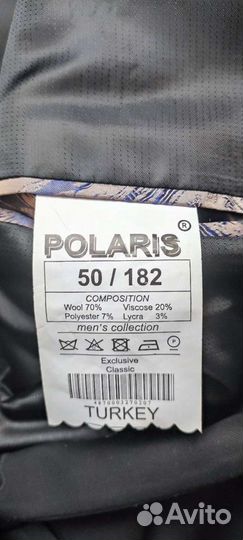 POLARIS ®
50 / 182
COMPOSITION
Wool 70% Viscose 20%
Polyester 7% Lycra 3%
men's collection
Exclusive
Classic
TURKEY
Avito